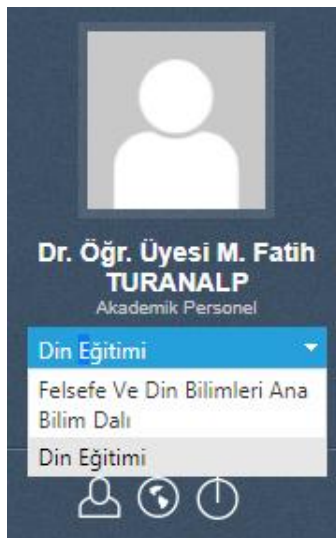 Dr. Öğr. Üyesi M. Fatih
TURANALP
Akademik Personel
Din Eğitimi
Felsefe Ve Din Bilimleri Ana
Bilim Dalı
Din Eğitimi